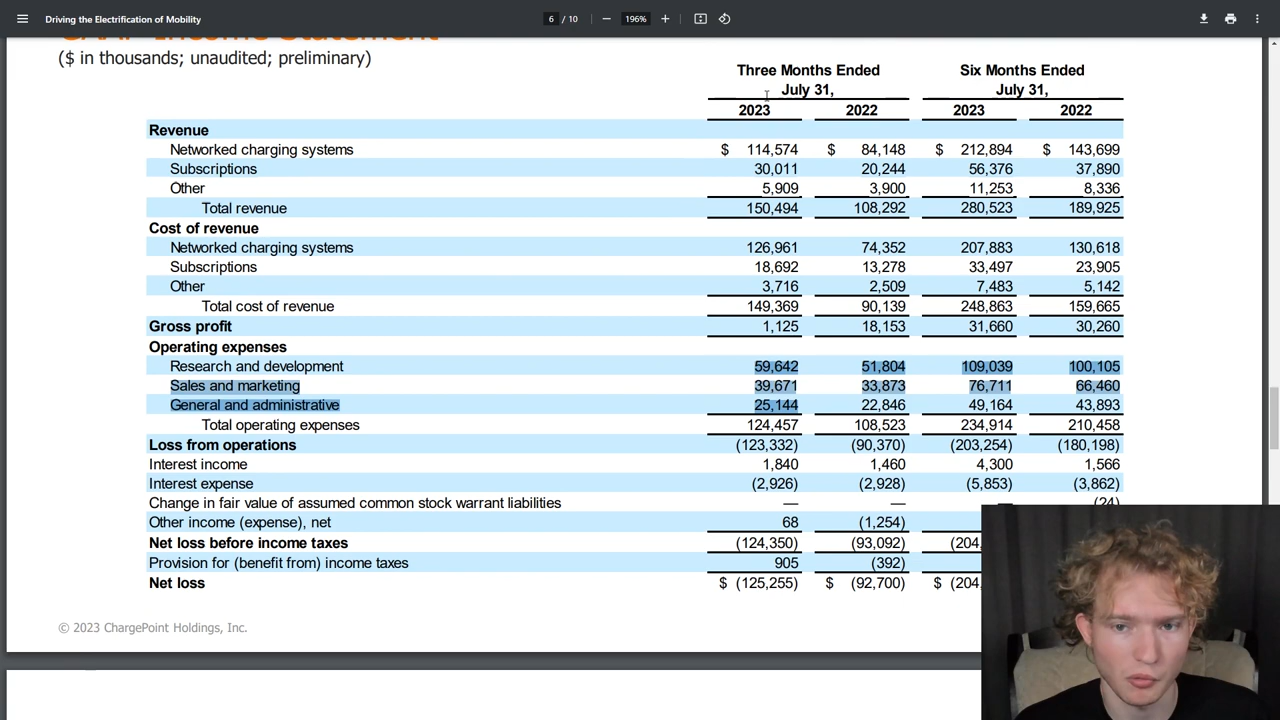 Driving the Electrification of Mobility
6 / 10
196%
($ in thousands; unaudited; preliminary)
Three Months Ended Six Months Ended
July 31, July 31,
2023 2022 2023 2022
Revenue
Networked charging systems $ 114,574 $ 84,148 $ 212,894 $ 143,699
Subscriptions 30,011 20,244 56,376 37,890
Other 5,909 3,900 11,253 8,336
Total revenue 150,494 108,292 280,523 189,925
Cost of revenue
Networked charging systems 126,961 74,352 207,883 130,618
Subscriptions 18,692 13,278 33,497 23,905
Other 3,716 2,509 7,483 5,142
Total cost of revenue 149,369 90,139 248,863 159,665
Gross profit 1,125 18,153 31,660 30,260
Operating expenses
Research and development 59,642 51,804 109,039 100,105
Sales and marketing 39,671 33,873 76,711 66,460
General and administrative 25,144 22,846 49,164 43,893
Total operating expenses 124,457 108,523 234,914 210,458
Loss from operations (123,332) (90,370) (203,254) (180,198)
Interest income 1,840 1,460 4,300 1,566
Interest expense (2,926) (2,928) (5,853) (3,862)
Change in fair value of assumed common stock warrant liabilities — — — (24)
Other income (expense), net 68 (1,254)
Net loss before income taxes (124,350) (93,092) (204,
Provision for (benefit from) income taxes 905 (392)
Net loss $ (125,255) $ (92,700) $ (204,
© 2023 ChargePoint Holdings, Inc.